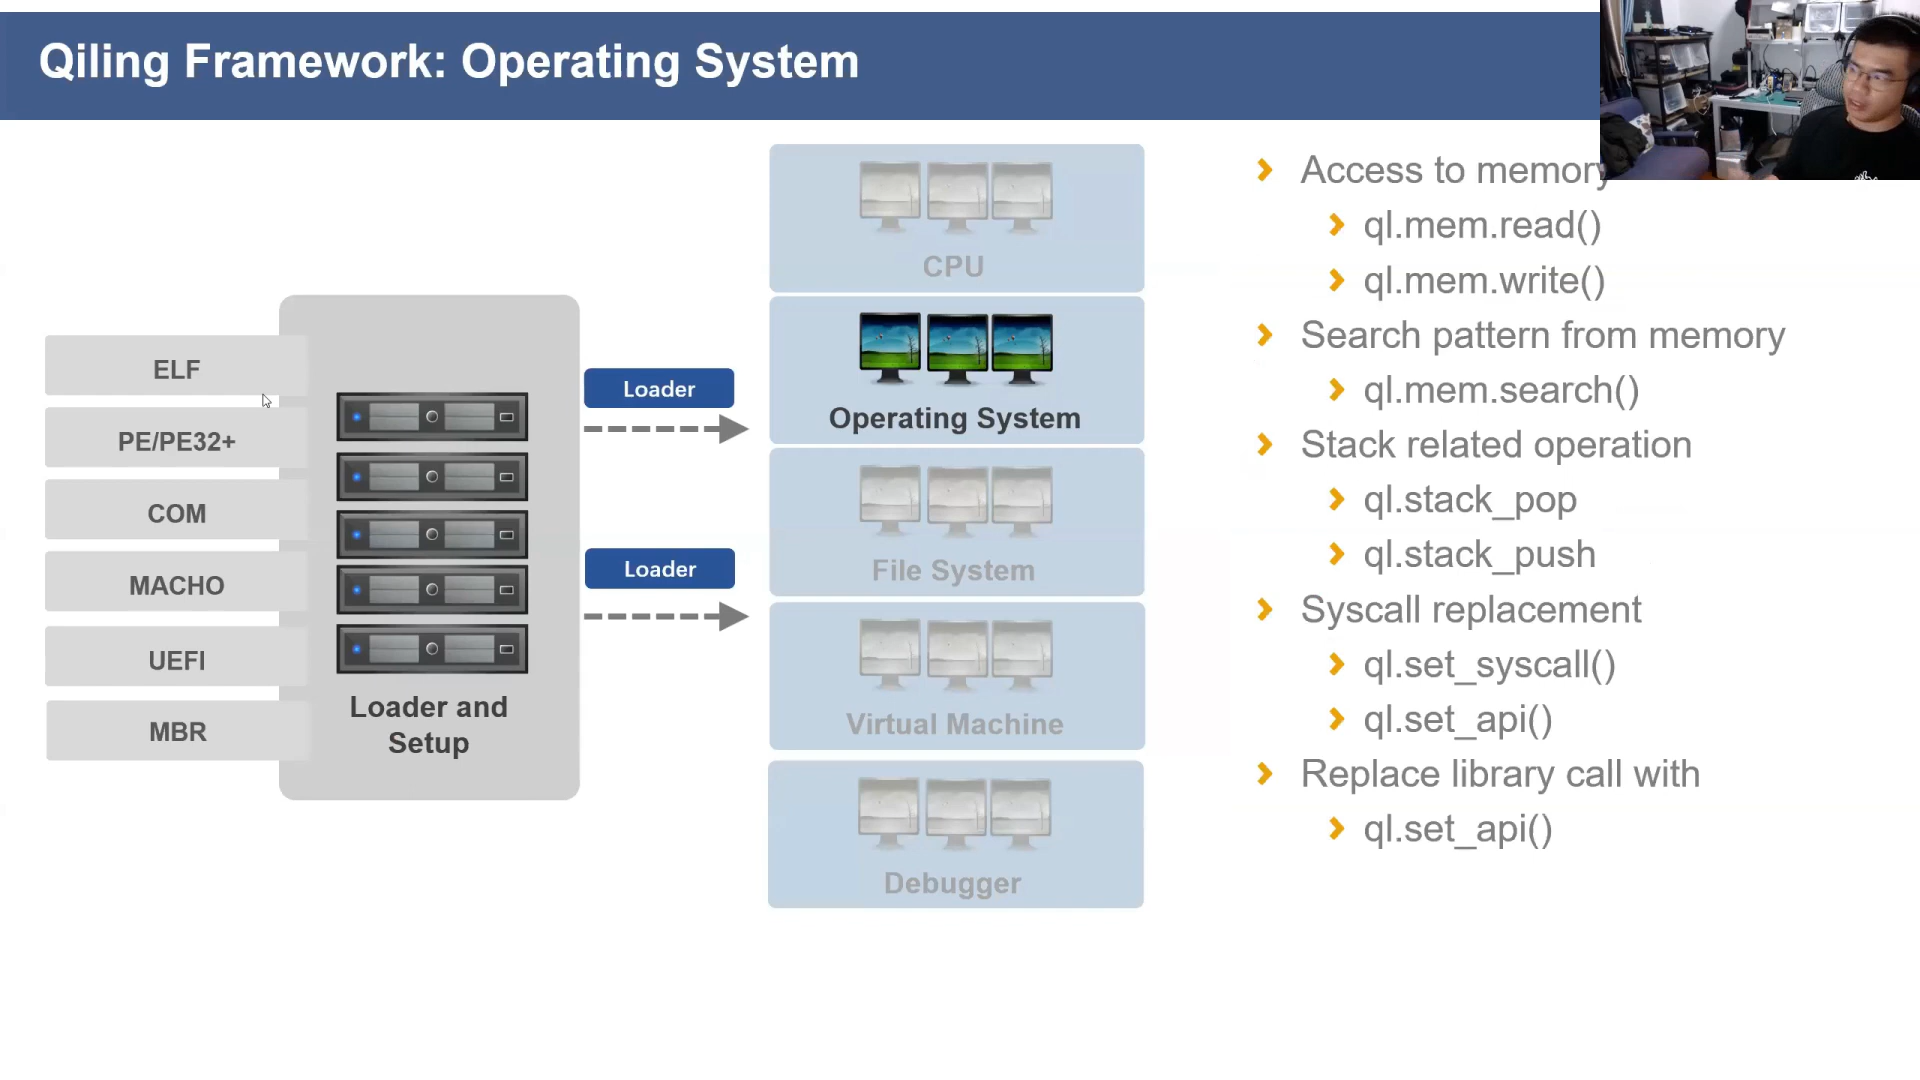 Qiling Framework: Operating System
ELF
PE/PE32+
COM
MACHO
UEFI
MBR
Loader and
Setup
Loader
Loader
CPU
Operating System
File System
Virtual Machine
Debugger
Access to memory
ql.mem.read()
ql.mem.write()
Search pattern from memory
ql.mem.search()
Stack related operation
ql.stack_pop
ql.stack_push
Syscall replacement
ql.set_syscall()
ql.set_api()
Replace library call with
ql.set_api()